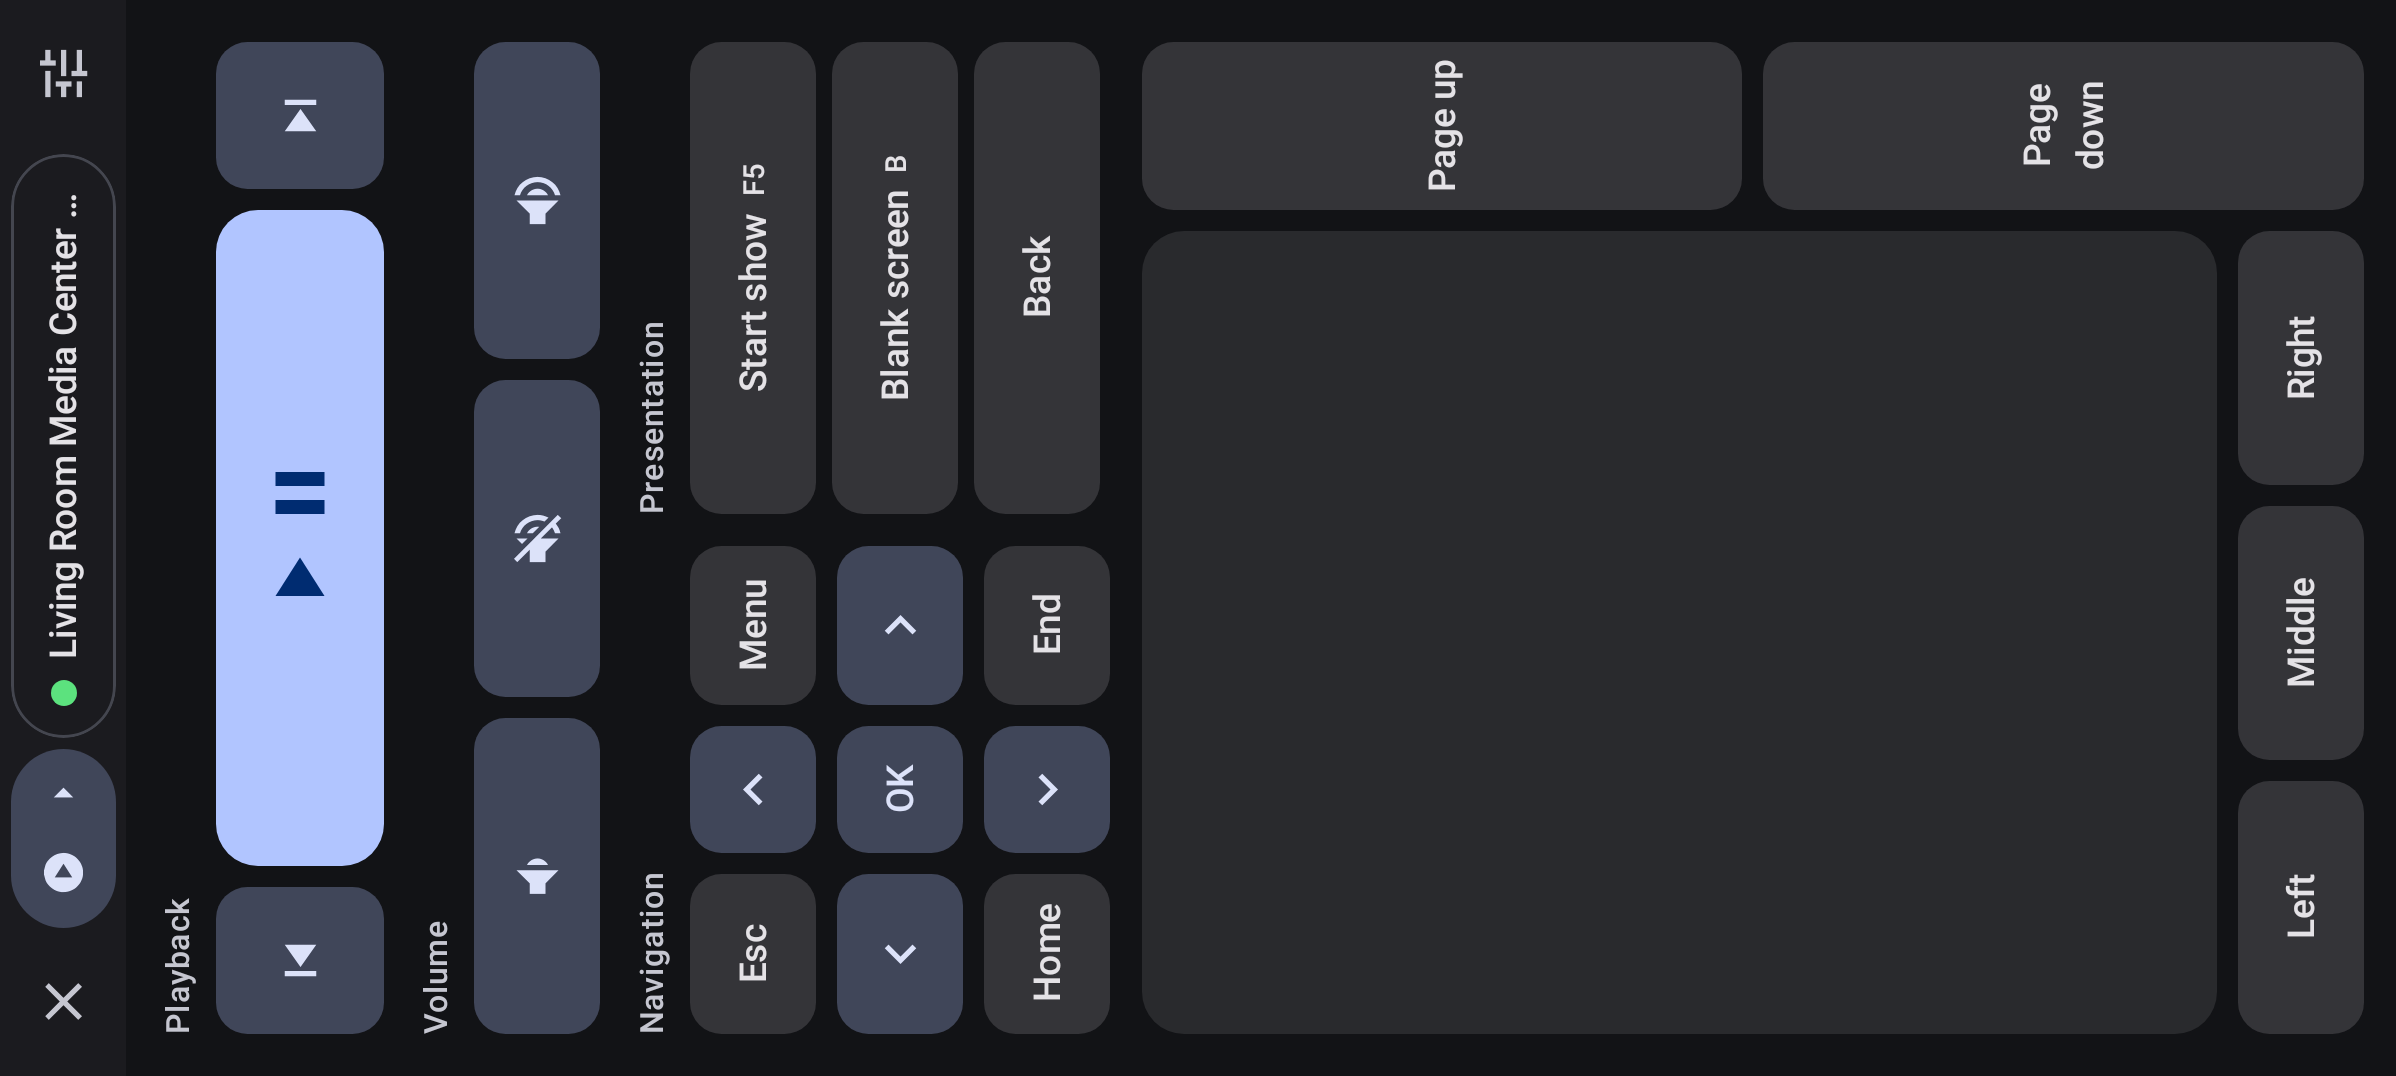 Living Room Media Center ...
Playback
Volume
Navigation
Esc
Menu
OK
Home
End
Presentation
Start show F5
Blank screen B
Back
Page up
Page
down
Left
Middle
Right